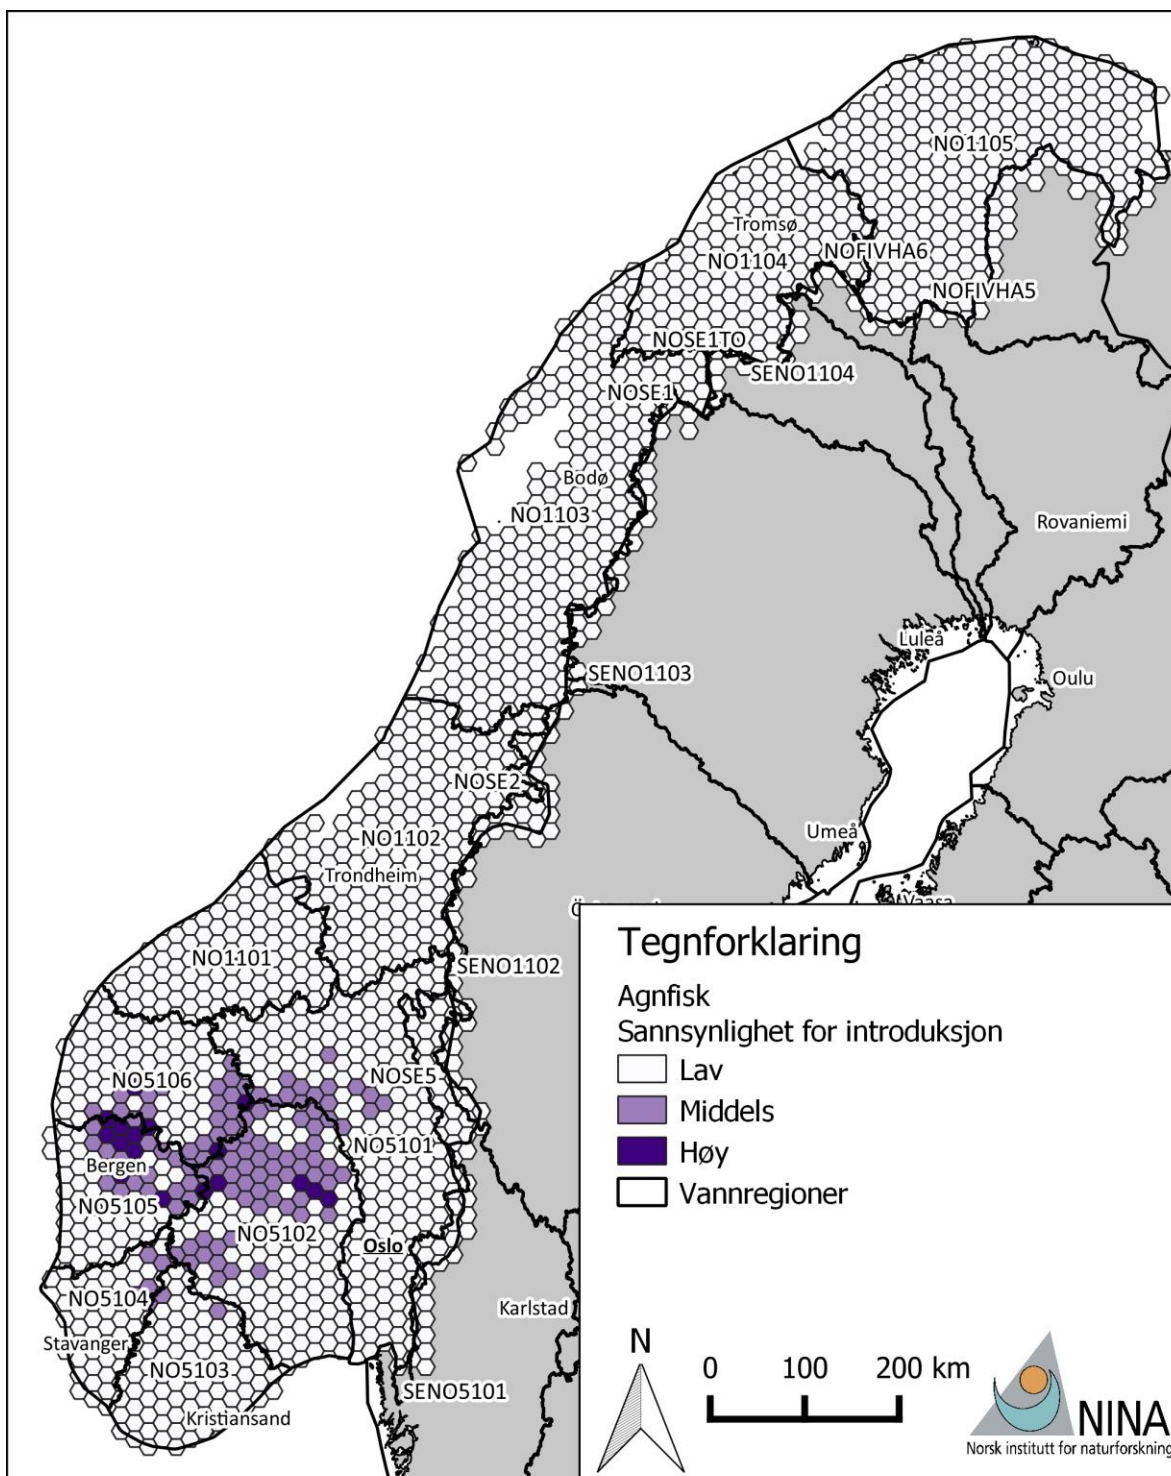 NO1105
Tromsø
NOFIVHA6
NO1104
NOFIVHA5
NOSE1TO
SENO1104
NOSE1
Bodø
NO1103
Rovaniemi
Luleå
SENO1103
Oulu
NOSE2
Umeå
NO1102
Trondheim
Vaasa
NO1101
SENO1102
NO5106
NOSE5
NO5101
Bergen
NO5105
NO5102
Oslo
NO5104
Karlstad
Stavanger
NO5103
SENO5101
Kristiansand
Tegnforklaring
Agnfisk
Sannsynlighet for introduksjon
Lav
Middels
Høy
Vannregioner
N
0 100 200 km
NINA
Norsk institutt for naturforskning